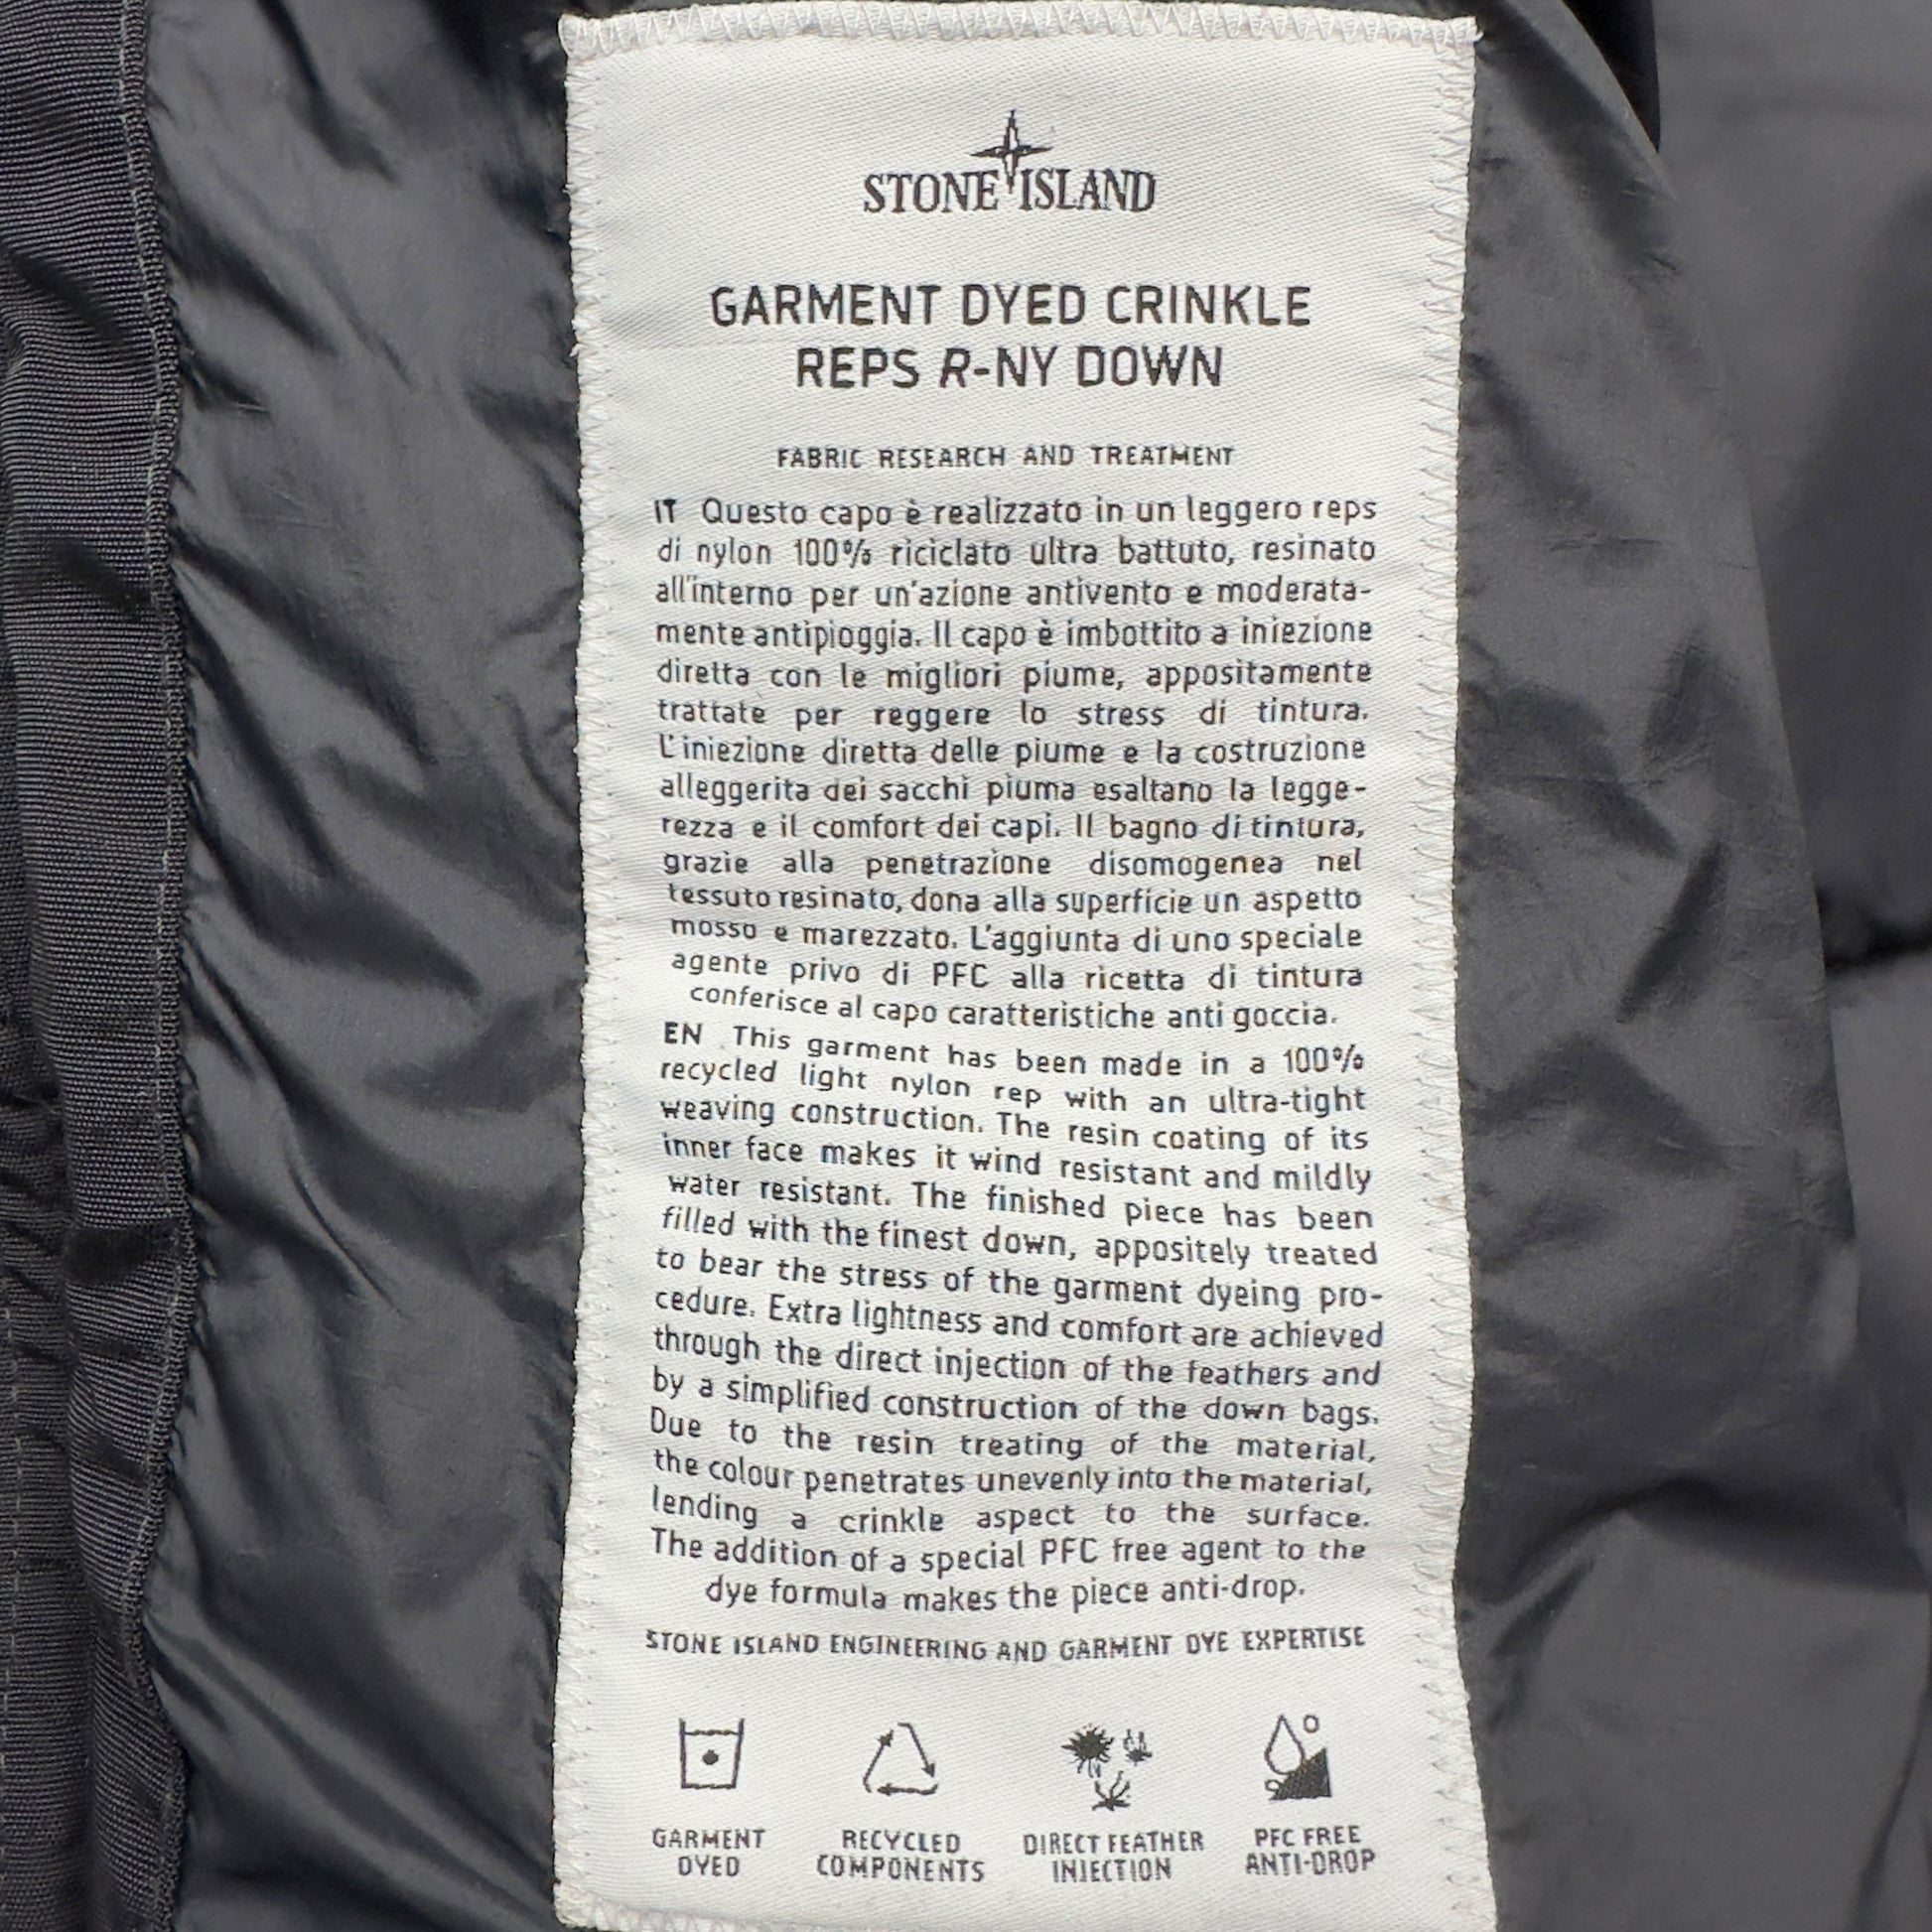 STONE ISLAND
GARMENT DYED CRINKLE
REPS R-NY DOWN
FABRIC RESEARCH AND TREATMENT
IT Questo capo è realizzato in un leggero reps
di nylon 100% riciclato ultra battuto, resinato
all'interno per un'azione antivento e moderata-
mente antipioggia. Il capo è imbottito a iniezione
diretta con le migliori piume, appositamente
trattate per reggere lo stress di tintura.
L'iniezione diretta delle piume e la costruzione
alleggerita dei sacchi piuma esaltano la legge-
rezza e il comfort dei capi. Il bagno di tintura,
grazie alla penetrazione disomogenea nel
tessuto resinato, dona alla superficie un aspetto
mosso e marezzato. L'aggiunta di uno speciale
agente privo di PFC alla ricetta di tintura
conferisce al capo caratteristiche anti goccia.
EN This garment has been made in a 100%
recycled light nylon rep with an ultra-tight
weaving construction. The resin coating of its
inner face makes it wind resistant and mildly
water resistant. The finished piece has been
filled with the finest down, appositely treated
to bear the stress of the garment dyeing pro-
cedure. Extra lightness and comfort are achieved
through the direct injection of the feathers and
by a simplified construction of the down bags.
Due to the resin treating of the material,
the colour penetrates unevenly into the material,
lending a crinkle aspect to the surface.
The addition of a special PFC free agent to the
dye formula makes the piece anti-drop.
STONE ISLAND ENGINEERING AND GARMENT DYE EXPERTISE
GARMENT
DYED
RECYCLED
COMPONENTS
DIRECT FEATHER
INJECTION
PFC FREE
ANTI-DROP